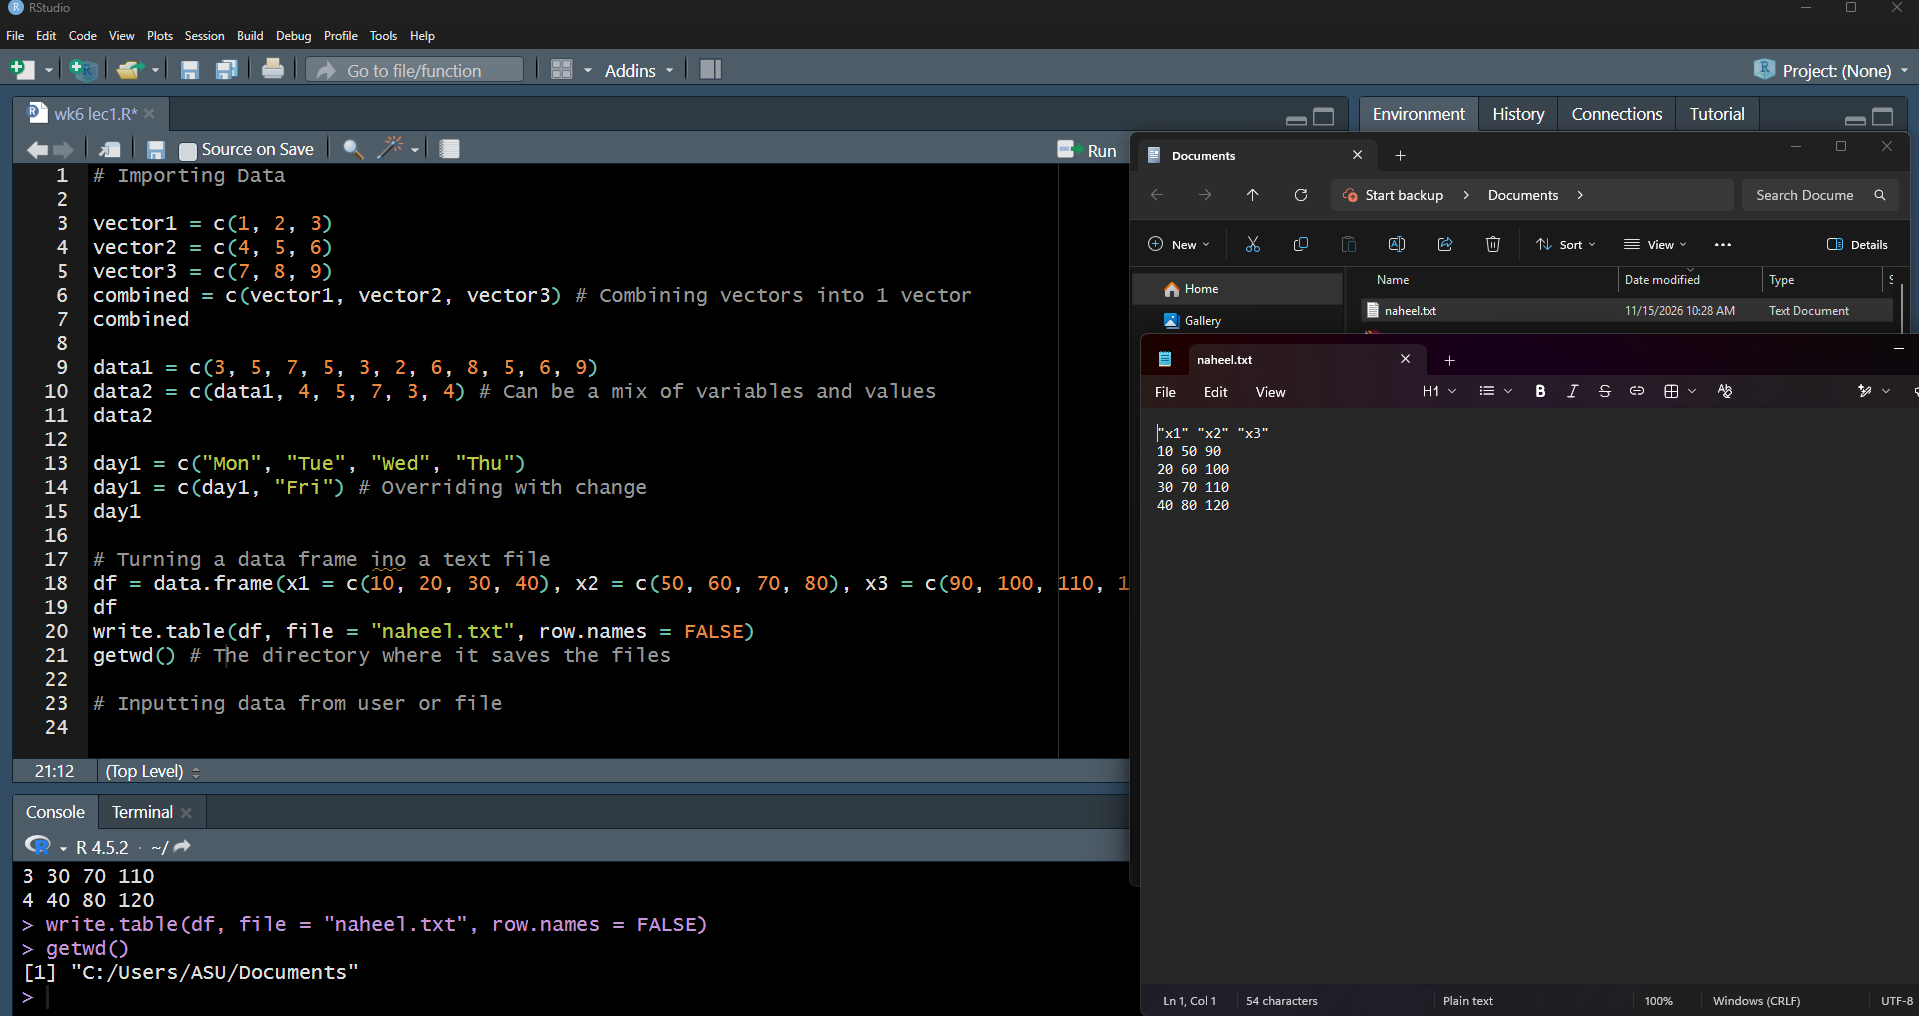 RStudio
File Edit Code View Plots Session Build Debug Profile Tools Help
Go to file/function Addins Project: (None)
wk6 lec1.R*
Source on Save Run
1 # Importing Data
2
3 vector1 = c(1, 2, 3)
4 vector2 = c(4, 5, 6)
5 vector3 = c(7, 8, 9)
6 combined = c(vector1, vector2, vector3) # Combining vectors into 1 vector
7 combined
8
9 data1 = c(3, 5, 7, 5, 3, 2, 6, 8, 5, 6, 9)
10 data2 = c(data1, 4, 5, 7, 3, 4) # Can be a mix of variables and values
11 data2
12
13 day1 = c("Mon", "Tue", "Wed", "Thu")
14 day1 = c(day1, "Fri") # Overriding with change
15 day1
16
17 # Turning a data frame ino a text file
18 df = data.frame(x1 = c(10, 20, 30, 40), x2 = c(50, 60, 70, 80), x3 = c(90, 100, 110, 1
19 df
20 write.table(df, file = "naheel.txt", row.names = FALSE)
21 getwd() # The directory where it saves the files
22
23 # Inputting data from user or file
24
21:12 (Top Level)
Console Terminal
R 4.5.2 · ~/
3 30 70 110
4 40 80 120
> write.table(df, file = "naheel.txt", row.names = FALSE)
> getwd()
[1] "C:/Users/ASU/Documents"
>
Environment History Connections Tutorial
Documents
Start backup > Documents > Search Docume
New Sort View Details
Name Date modified Type S
Home
naheel.txt 11/15/2026 10:28 AM Text Document
Gallery
naheel.txt
File Edit View H1 B I S
"x1" "x2" "x3"
10 50 90
20 60 100
30 70 110
40 80 120
Ln 1, Col 1 54 characters Plain text 100% Windows (CRLF) UTF-8